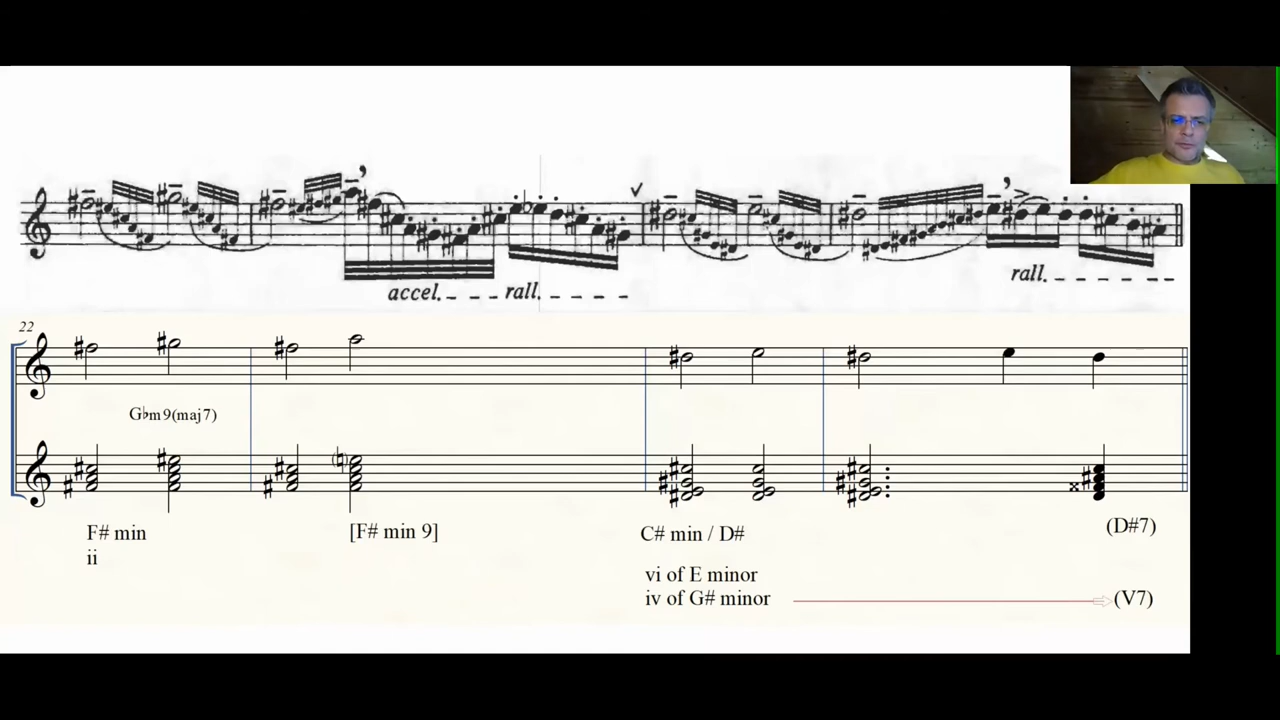 accel. rall.
rall.
22
G♭m9(maj7)
F# min
[F# min 9]
C# min / D#
(D#7)
ii
vi of E minor
iv of G# minor
(V7)